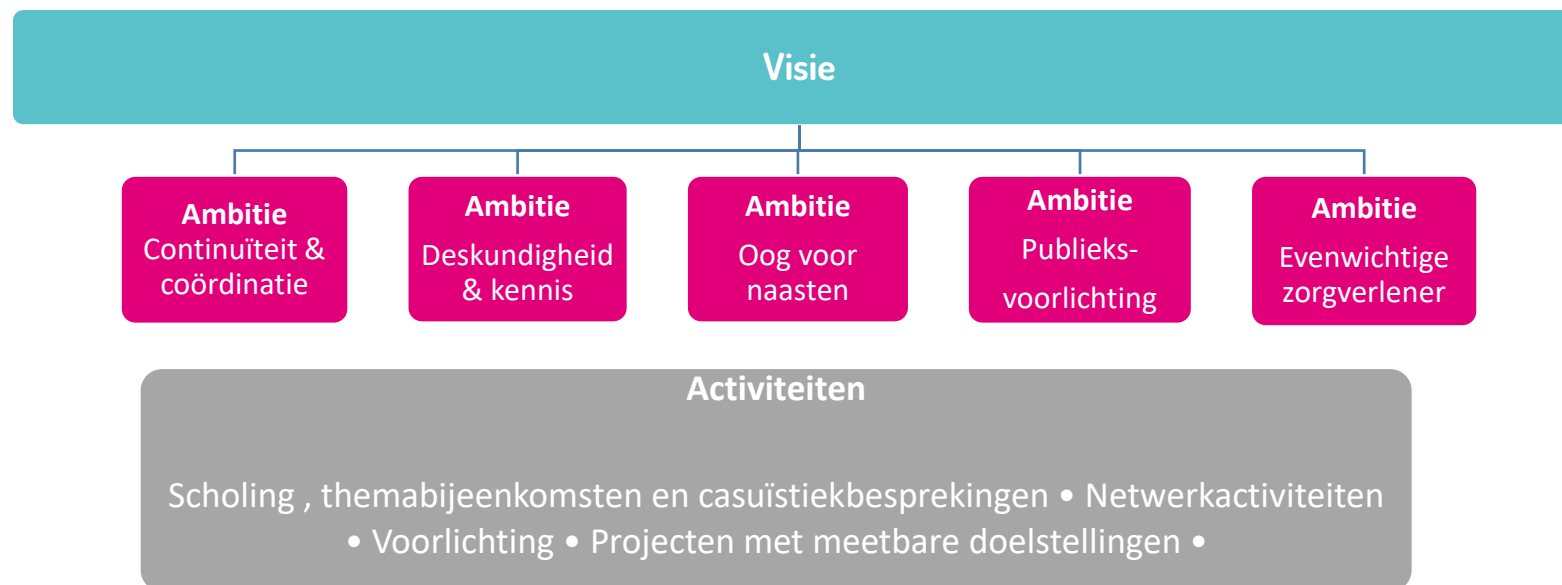 Visie
Ambitie
Continuïteit &
coördinatie
Ambitie
Deskundigheid
& kennis
Ambitie
Oog voor
naasten
Ambitie
Publieks-
voorlichting
Ambitie
Evenwichtige
zorgverlener
Activiteiten
Scholing , themabijeenkomsten en casuïstiekbesprekingen • Netwerkactiviteiten
• Voorlichting • Projecten met meetbare doelstellingen •